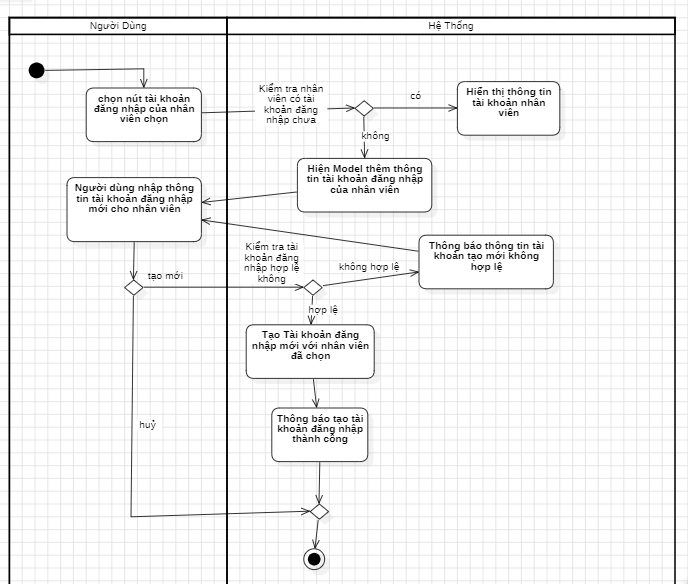 Người Dùng
Hệ Thống
chọn nút tài khoản
đăng nhập của nhân
viên chọn
Kiểm tra nhân
viên có tài
khoản đăng
nhập chưa
có
Hiển thị thông tin
tài khoản nhân
viên
không
Hiện Model thêm thông
tin tài khoản đăng nhập
của nhân viên
Người dùng nhập thông
tin tài khoản đăng nhập
mới cho nhân viên
Thông báo thông tin tài
khoản tạo mới không
hợp lệ
Kiểm tra tài
khoản đăng
nhập hợp lệ
không
tạo mới
không hợp lệ
hợp lệ
Tạo Tài khoản đăng
nhập mới với nhân viên
đã chọn
Thông báo tạo tài
khoản đăng nhập
thành công
huỷ